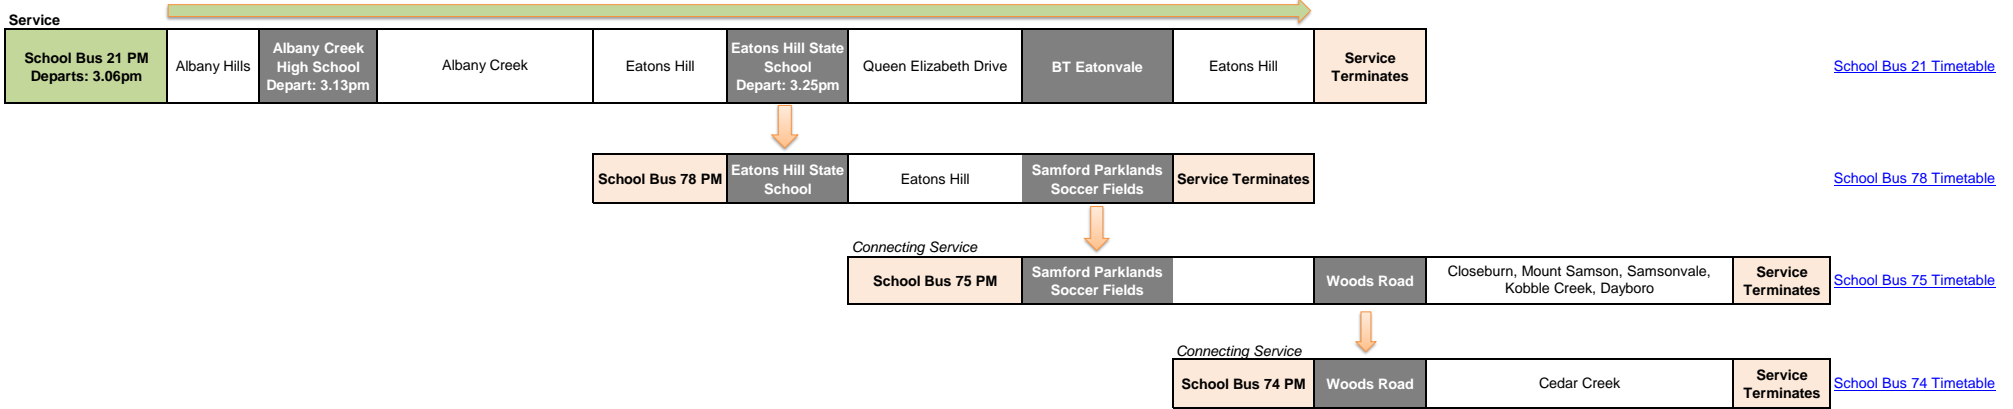 Service
School Bus 21 PM
Departs: 3.06pm
Albany Hills
Albany Creek
High School
Depart: 3.13pm
Albany Creek
Eatons Hill
Eatons Hill State
School
Depart: 3.25pm
Queen Elizabeth Drive
BT Eatonvale
Eatons Hill
Service
Terminates
School Bus 21 Timetable
School Bus 78 PM
Eatons Hill State
School
Eatons Hill
Samford Parklands
Soccer Fields
Service Terminates
School Bus 78 Timetable
Connecting Service
School Bus 75 PM
Samford Parklands
Soccer Fields
Woods Road
Closeburn, Mount Samson, Samsonvale,
Kobble Creek, Dayboro
Service
Terminates
School Bus 75 Timetable
Connecting Service
School Bus 74 PM
Woods Road
Cedar Creek
Service
Terminates
School Bus 74 Timetable